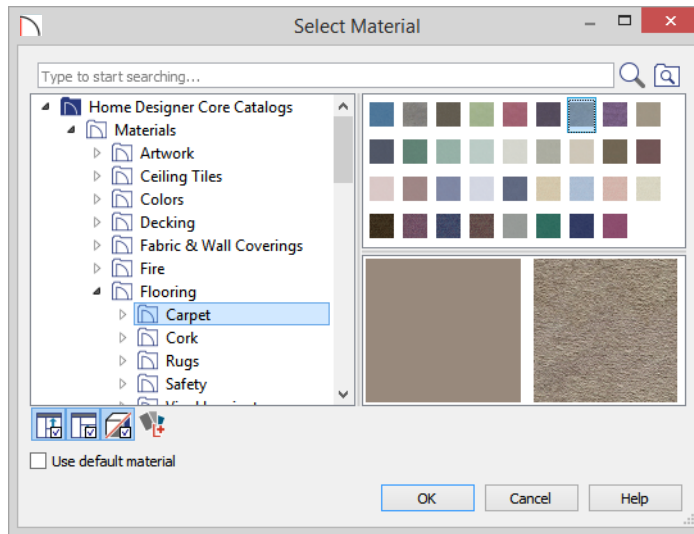 Select Material
Type to start searching...
Home Designer Core Catalogs
Materials
Artwork
Ceiling Tiles
Colors
Decking
Fabric & Wall Coverings
Fire
Flooring
Carpet
Cork
Rugs
Safety
Use default material
OK
Cancel
Help